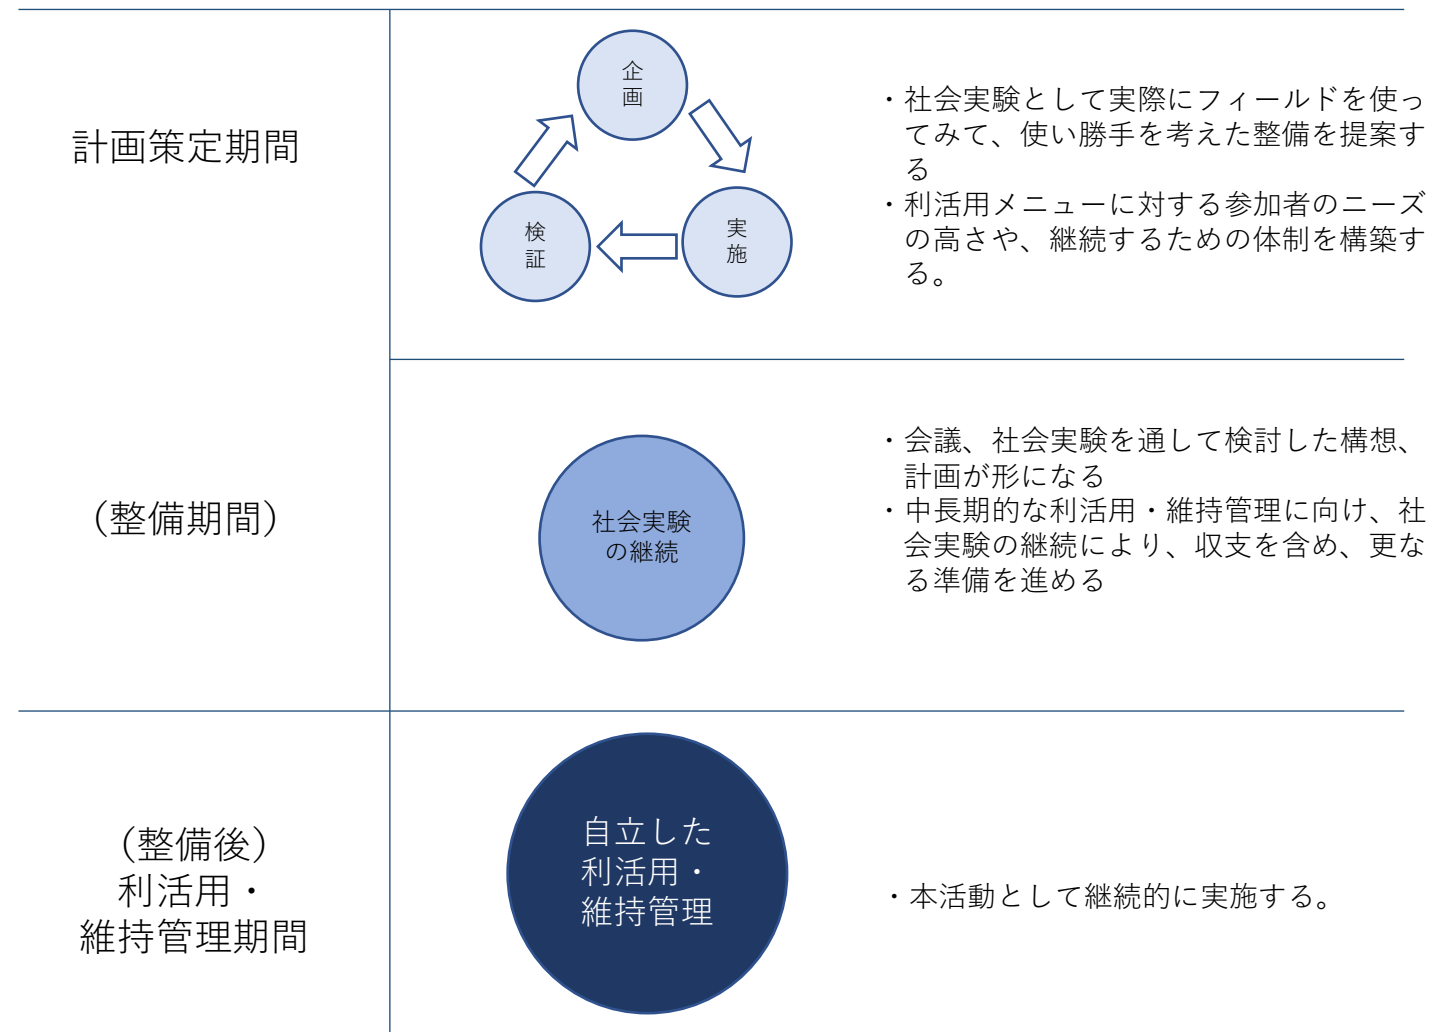 計画策定期間
企
画
検
証
実
施
・社会実験として実際にフィールドを使っ
てみて、使い勝手を考えた整備を提案す
る
・利活用メニューに対する参加者のニーズ
の高さや、継続するための体制を構築す
る。
（整備期間）
社会実験
の継続
・会議、社会実験を通して検討した構想、
計画が形になる
・中長期的な利活用・維持管理に向け、社
会実験の継続により、収支を含め、更な
る準備を進める
（整備後）
利活用・
維持管理期間
自立した
利活用・
維持管理
・本活動として継続的に実施する。